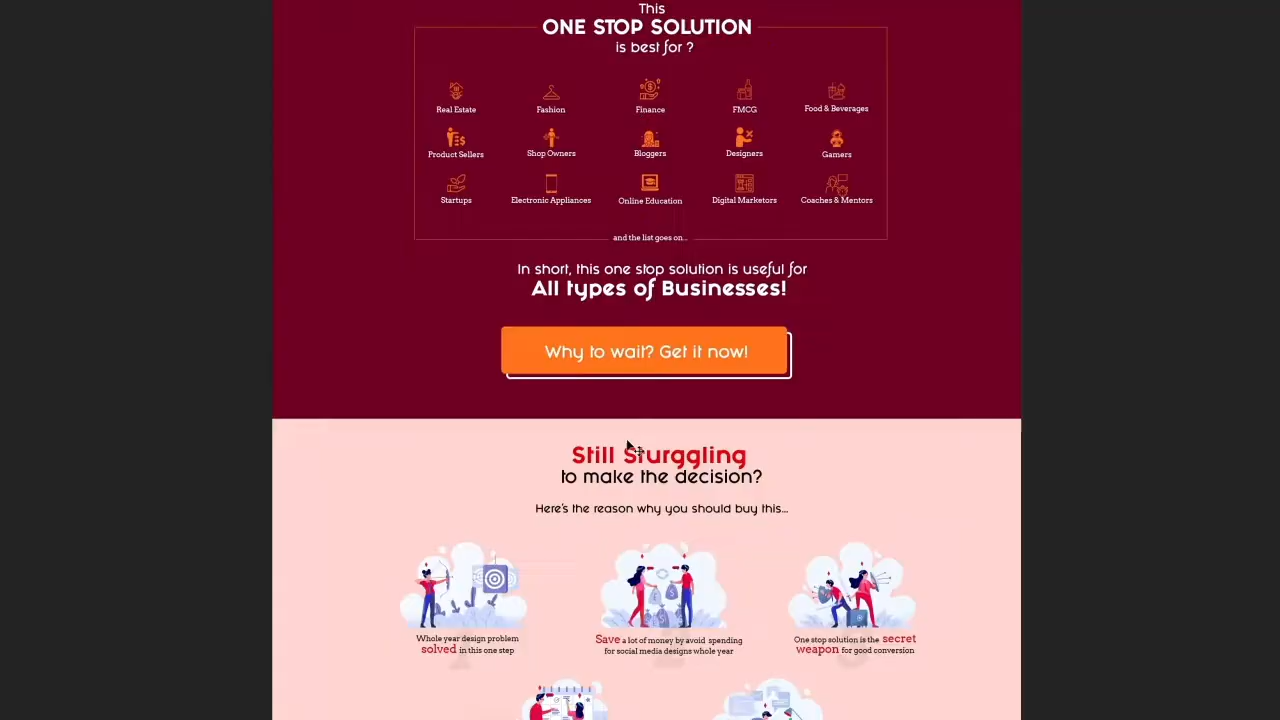 This
ONE STOP SOLUTION
is best for ?
Real Estate
Fashion
Finance
FMCG
Food & Beverages
Product Sellers
Shop Owners
Bloggers
Designers
Gamers
Startups
Electronic Appliances
Online Education
Digital Marketors
Coaches & Mentors
and the list goes on...
In short, this one stop solution is useful for
All types of Businesses!
Why to wait? Get it now!
Still Sturggling
to make the decision?
Here's the reason why you should buy this...
Whole year design problem
solved in this one step
Save a lot of money by avoid spending
for social media designs whole year
One stop solution is the secret
weapon for good conversion